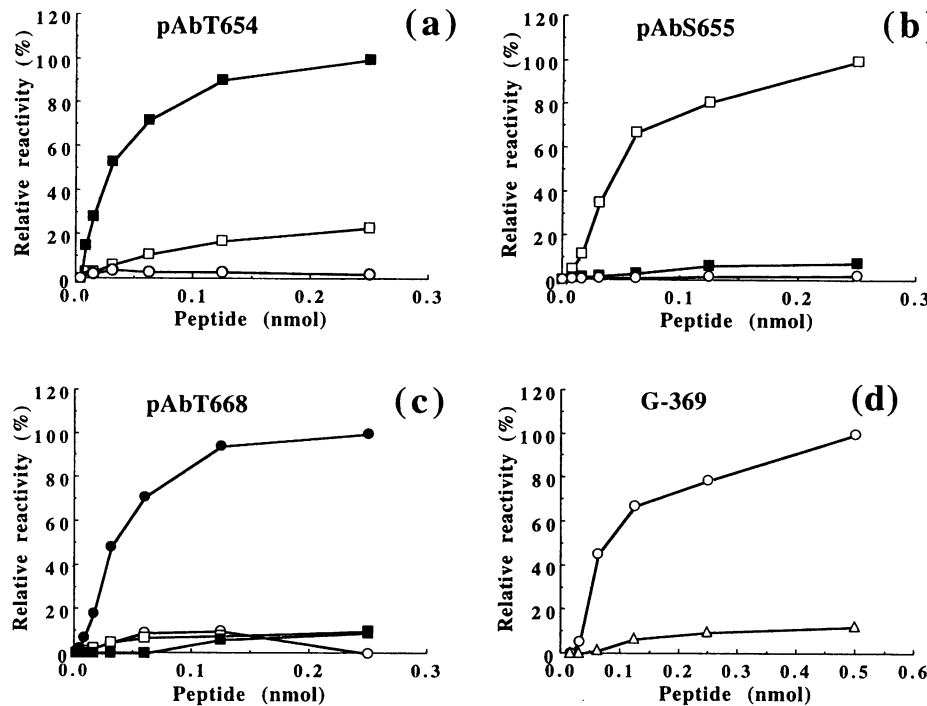 pAbT654
(a)
Relative reactivity (%)
120
100
80
60
40
20
0
0.0 0.1 0.2 0.3
Peptide (nmol)
pAbS655
(b)
Relative reactivity (%)
120
100
80
60
40
20
0
0.0 0.1 0.2 0.3
Peptide (nmol)
pAbT668
(c)
Relative reactivity (%)
120
100
80
60
40
20
0
0.0 0.1 0.2 0.3
Peptide (nmol)
G-369
(d)
Relative reactivity (%)
120
100
80
60
40
20
0
0.0 0.1 0.2 0.3 0.4 0.5 0.6
Peptide (nmol)